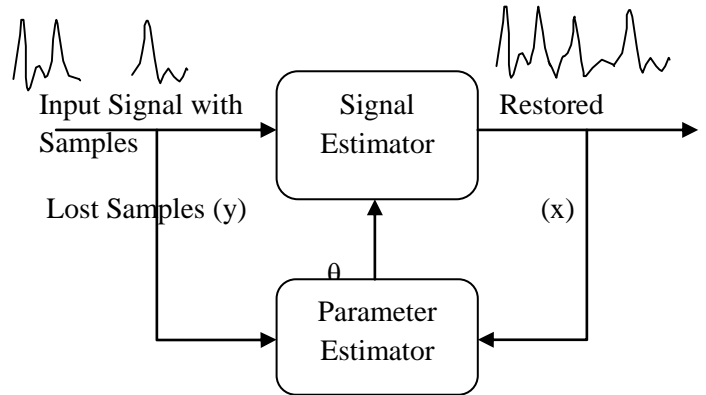 Input Signal with
Samples
Signal
Estimator
Restored
Lost Samples (y)
(x)
θ
Parameter
Estimator